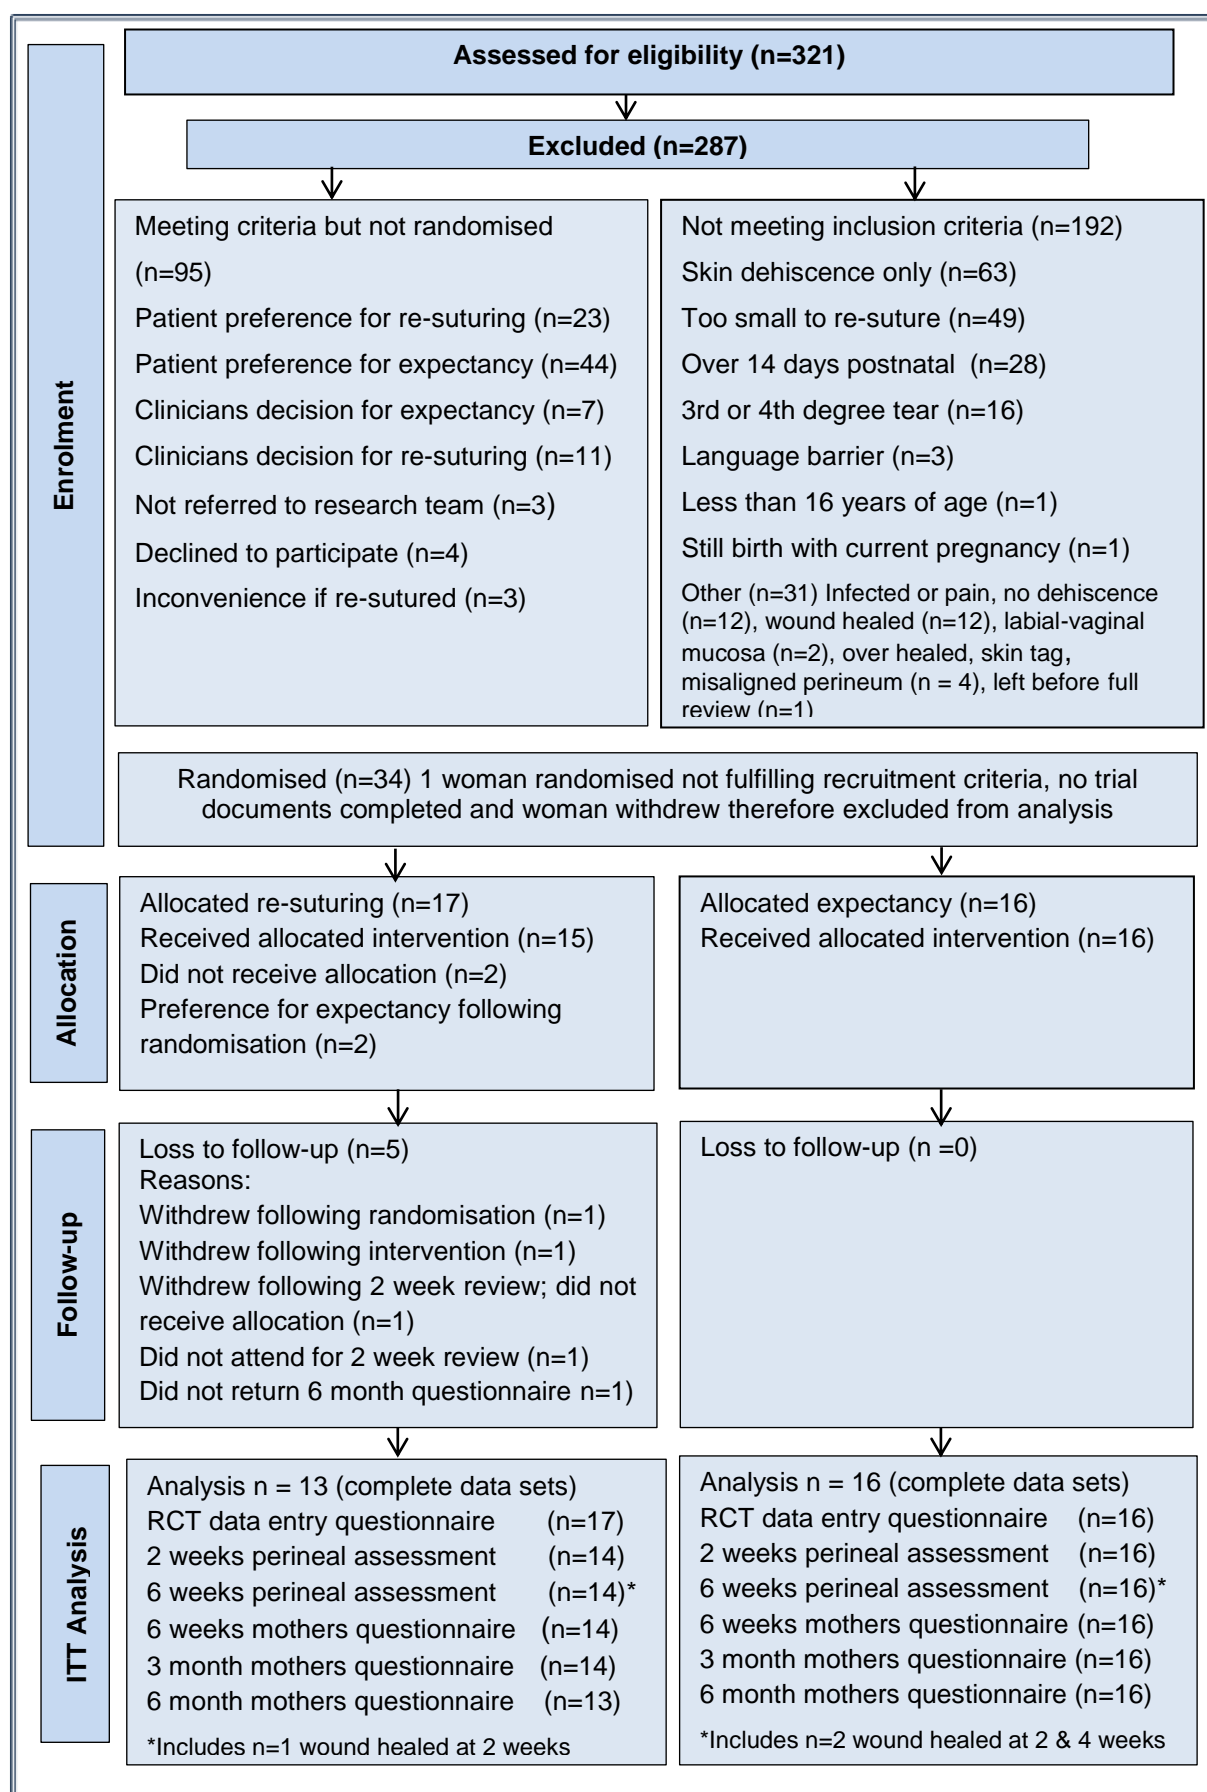 Assessed for eligibility (n=321)
Excluded (n=287)
Enrolment
Meeting criteria but not randomised
(n=95)
Patient preference for re-suturing (n=23)
Patient preference for expectancy (n=44)
Clinicians decision for expectancy (n=7)
Clinicians decision for re-suturing (n=11)
Not referred to research team (n=3)
Declined to participate (n=4)
Inconvenience if re-sutured (n=3)
Not meeting inclusion criteria (n=192)
Skin dehiscence only (n=63)
Too small to re-suture (n=49)
Over 14 days postnatal (n=28)
3rd or 4th degree tear (n=16)
Language barrier (n=3)
Less than 16 years of age (n=1)
Still birth with current pregnancy (n=1)
Other (n=31) Infected or pain, no dehiscence
(n=12), wound healed (n=12), labial-vaginal
mucosa (n=2), over healed, skin tag,
misaligned perineum (n = 4), left before full
review (n=1)
Randomised (n=34) 1 woman randomised not fulfilling recruitment criteria, no trial
documents completed and woman withdrew therefore excluded from analysis
Allocation
Allocated re-suturing (n=17)
Received allocated intervention (n=15)
Did not receive allocation (n=2)
Preference for expectancy following
randomisation (n=2)
Allocated expectancy (n=16)
Received allocated intervention (n=16)
Follow-up
Loss to follow-up (n=5)
Reasons:
Withdrew following randomisation (n=1)
Withdrew following intervention (n=1)
Withdrew following 2 week review; did not
receive allocation (n=1)
Did not attend for 2 week review (n=1)
Did not return 6 month questionnaire n=1)
Loss to follow-up (n =0)
ITT Analysis
Analysis n = 13 (complete data sets)
RCT data entry questionnaire (n=17)
2 weeks perineal assessment (n=14)
6 weeks perineal assessment (n=14)*
6 weeks mothers questionnaire (n=14)
3 month mothers questionnaire (n=14)
6 month mothers questionnaire (n=13)
*Includes n=1 wound healed at 2 weeks
Analysis n = 16 (complete data sets)
RCT data entry questionnaire (n=16)
2 weeks perineal assessment (n=16)
6 weeks perineal assessment (n=16)*
6 weeks mothers questionnaire (n=16)
3 month mothers questionnaire (n=16)
6 month mothers questionnaire (n=16)
*Includes n=2 wound healed at 2 & 4 weeks